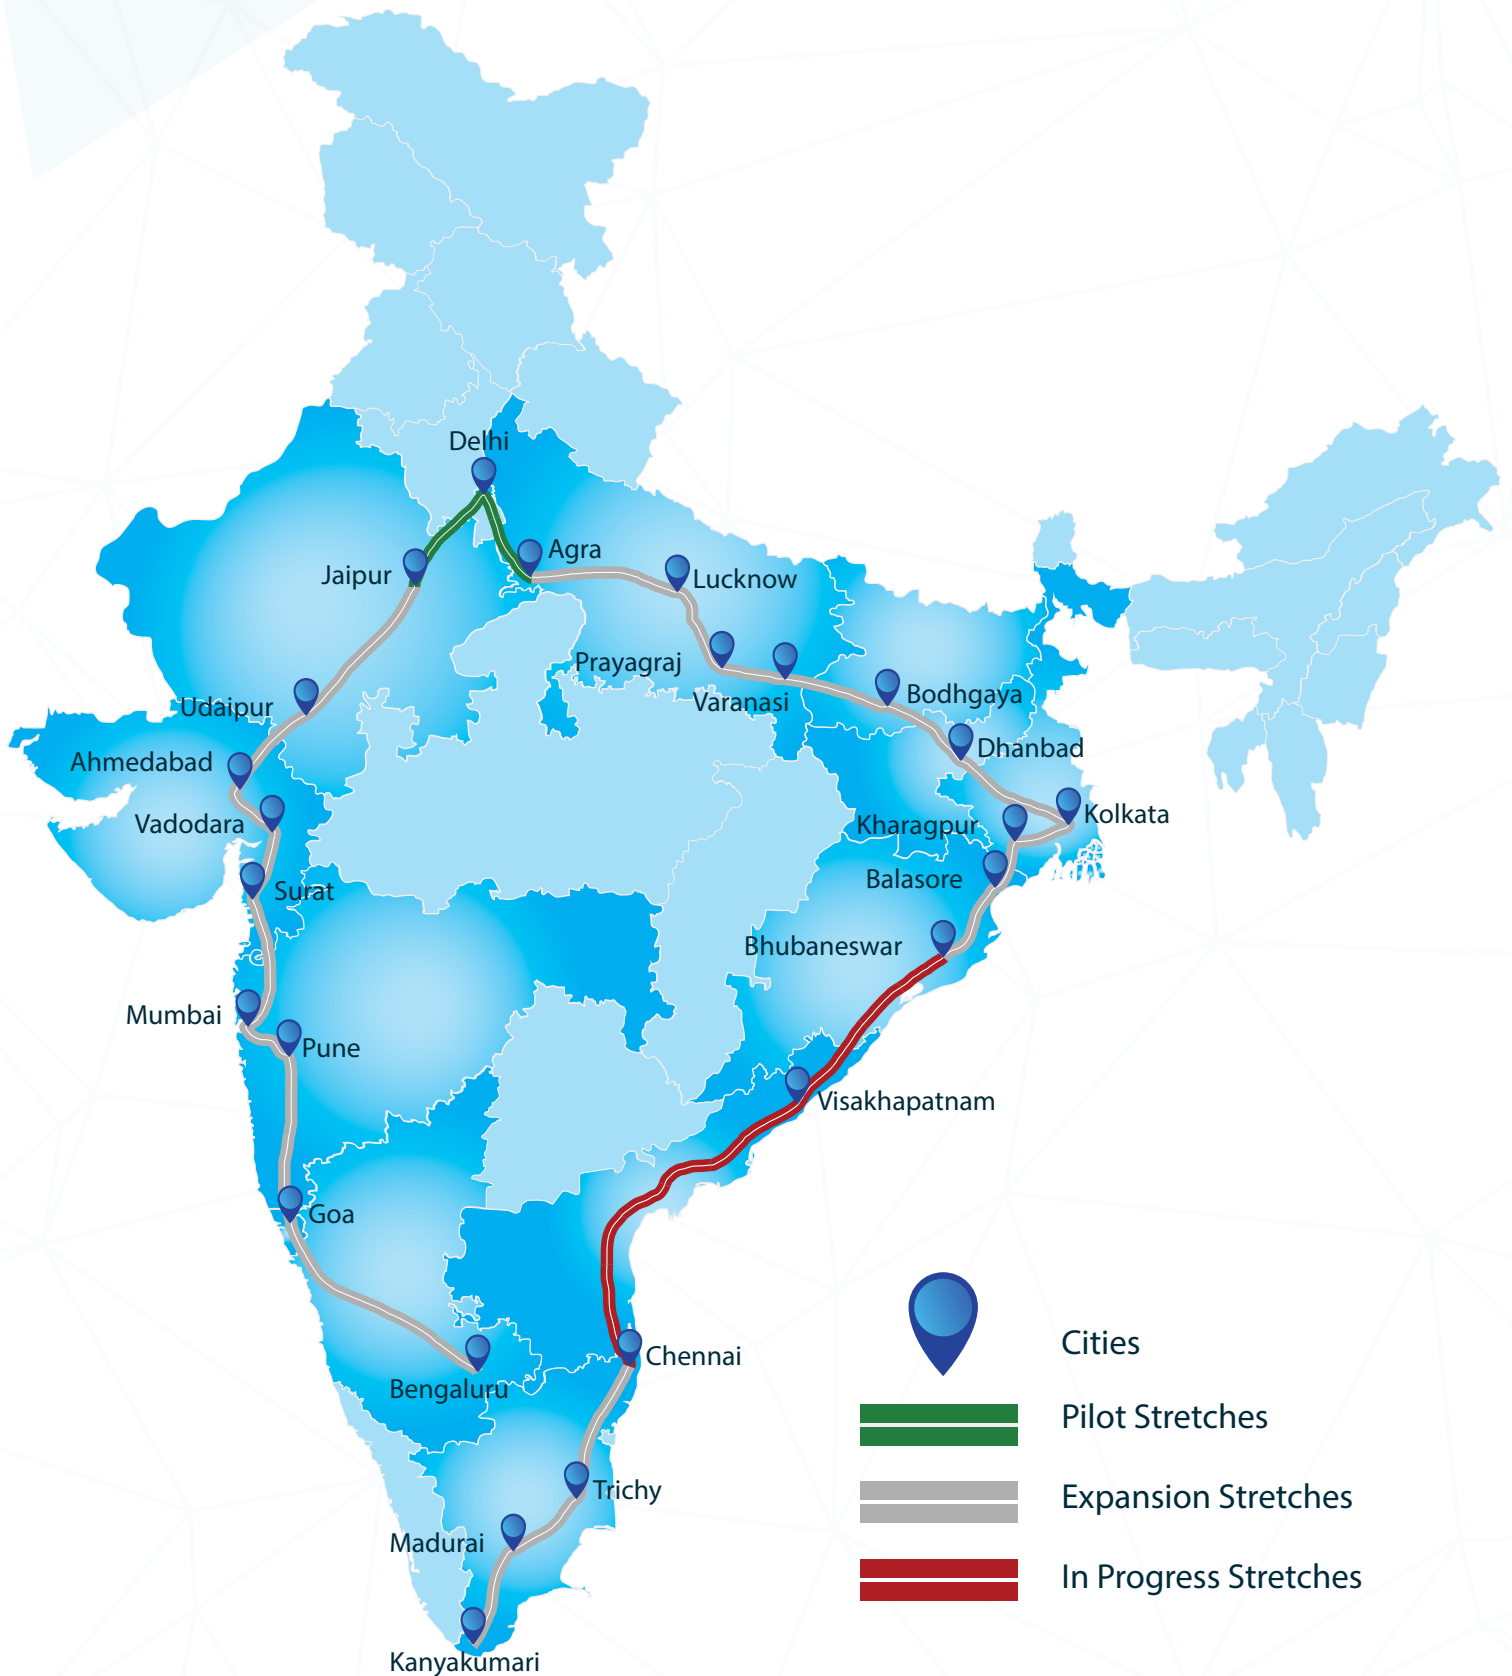 Delhi
Agra
Jaipur
Lucknow
Prayagraj
Varanasi
Bodhgaya
Udaipur
Dhanbad
Ahmedabad
Vadodara
Kolkata
Kharagpur
Balasore
Surat
Bhubaneswar
Mumbai
Pune
Visakhapatnam
Goa
Chennai
Bengaluru
Trichy
Madurai
Kanyakumari
Cities
Pilot Stretches
Expansion Stretches
In Progress Stretches